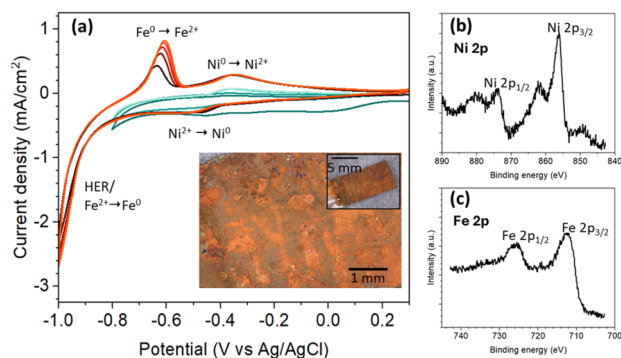 (a)
Fe⁰ → Fe²⁺
Ni⁰ → Ni²⁺
Ni²⁺ → Ni⁰
HER/
Fe²⁺→Fe⁰
5 mm
1 mm
Current density (mA/cm²)
1
0
-1
-2
-3
-1.0 -0.8 -0.6 -0.4 -0.2 0.0 0.2
Potential (V vs Ag/AgCl)
(b)
Ni 2p
Ni 2p3/2
Ni 2p1/2
Intensity (a.u.)
890 880 870 860 850 840
Binding energy (eV)
(c)
Fe 2p
Fe 2p1/2
Fe 2p3/2
Intensity (a.u.)
740 730 720 710 700
Binding energy (eV)